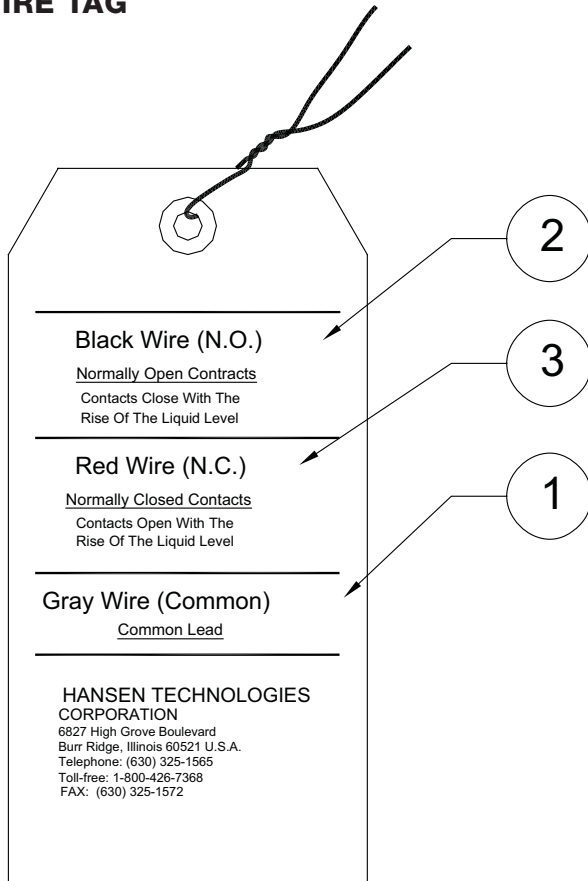 IRE TAG
Black Wire (N.O.)
Normally Open Contracts
Contacts Close With The
Rise Of The Liquid Level
Red Wire (N.C.)
Normally Closed Contacts
Contacts Open With The
Rise Of The Liquid Level
Gray Wire (Common)
Common Lead
HANSEN TECHNOLOGIES
CORPORATION
6827 High Grove Boulevard
Burr Ridge, Illinois 60521 U.S.A.
Telephone: (630) 325-1565
Toll-free: 1-800-426-7368
FAX: (630) 325-1572
2
3
1